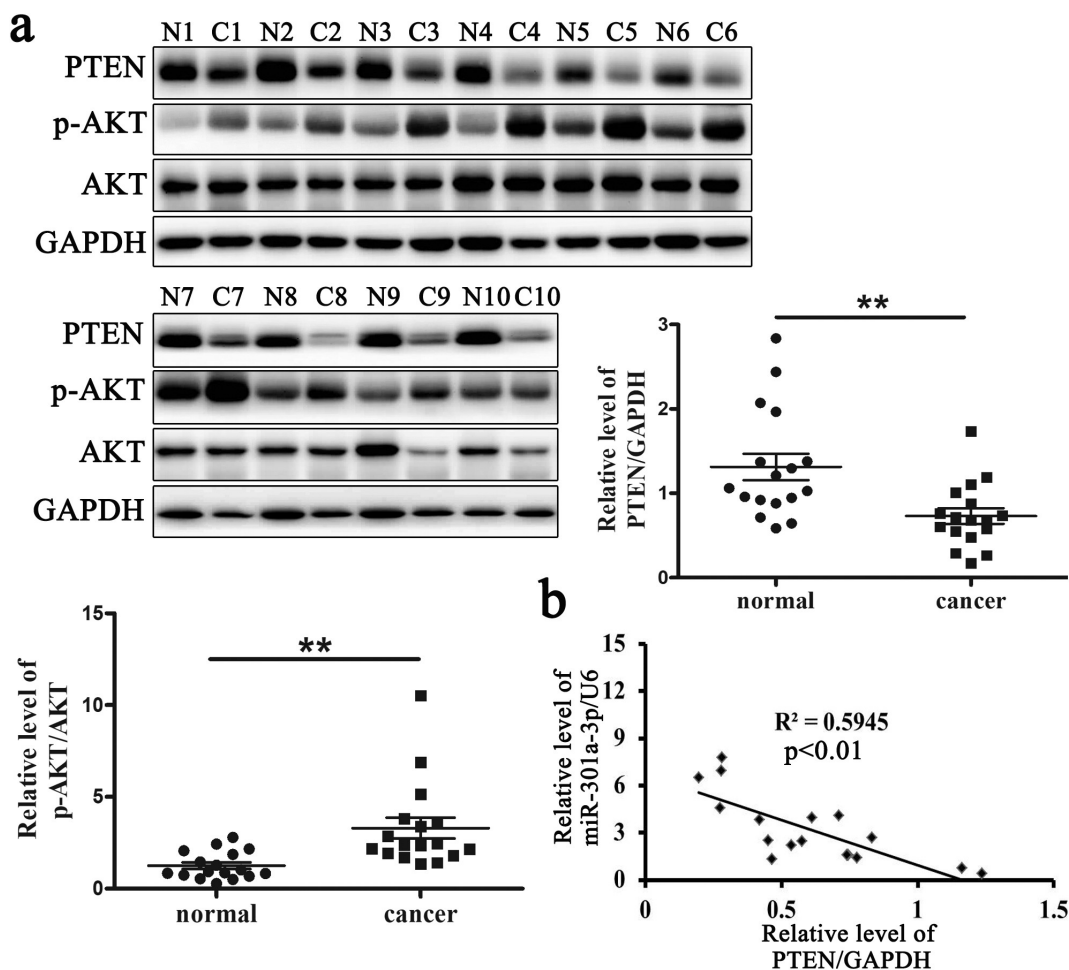 a
N1 C1 N2 C2 N3 C3 N4 C4 N5 C5 N6 C6
PTEN
p-AKT
AKT
GAPDH
N7 C7 N8 C8 N9 C9 N10 C10
PTEN
p-AKT
AKT
GAPDH
**
Relative level of
PTEN/GAPDH
3
2
1
0
normal cancer
**
Relative level of
p-AKT/AKT
15
10
5
0
normal cancer
b
Relative level of
miR-301a-3p/U6
15
12
9
6
3
0
R² = 0.5945
p<0.01
0 0.5 1 1.5
Relative level of
PTEN/GAPDH